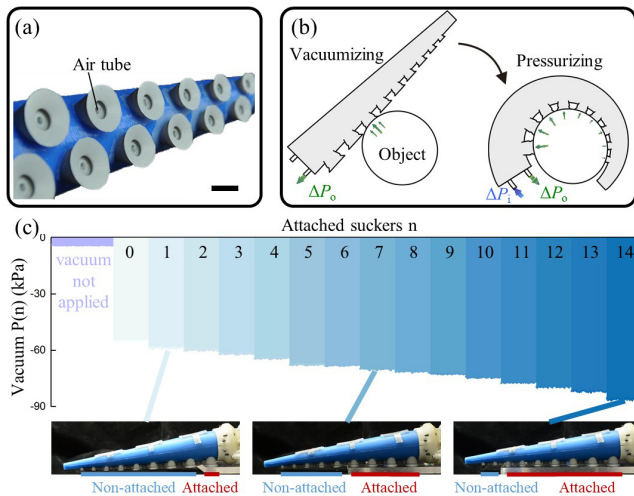 (a)
Air tube
(b)
Vacuumizing
Pressurizing
Object
ΔPo
ΔPi
ΔPo
(c)
Attached suckers n
Vacuum P(n) (kPa)
0
-30
-60
-90
vacuum
not
applied
0 1 2 3 4 5 6 7 8 9 10 11 12 13 14
Non-attached Attached
Non-attached Attached
Non-attached Attached